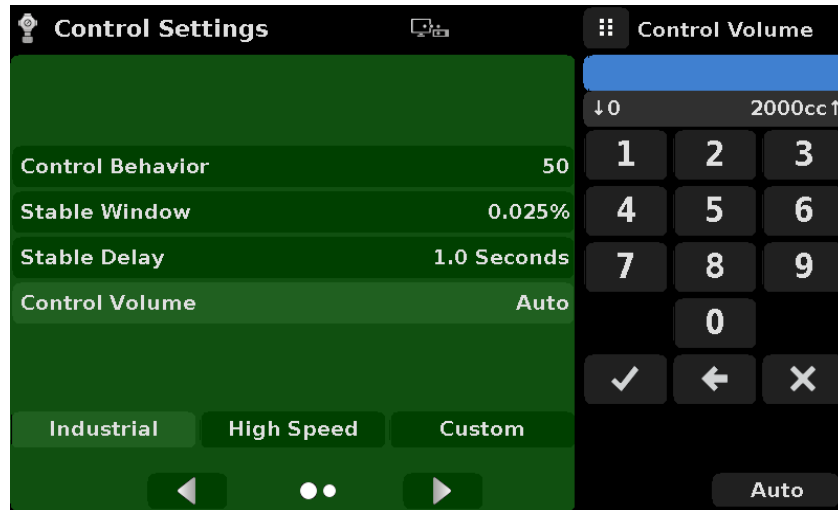 Control Settings
Control Behavior 50
Stable Window 0.025%
Stable Delay 1.0 Seconds
Control Volume Auto
Industrial High Speed Custom
Control Volume
↓0 2000cc↑
1 2 3
4 5 6
7 8 9
0
Auto